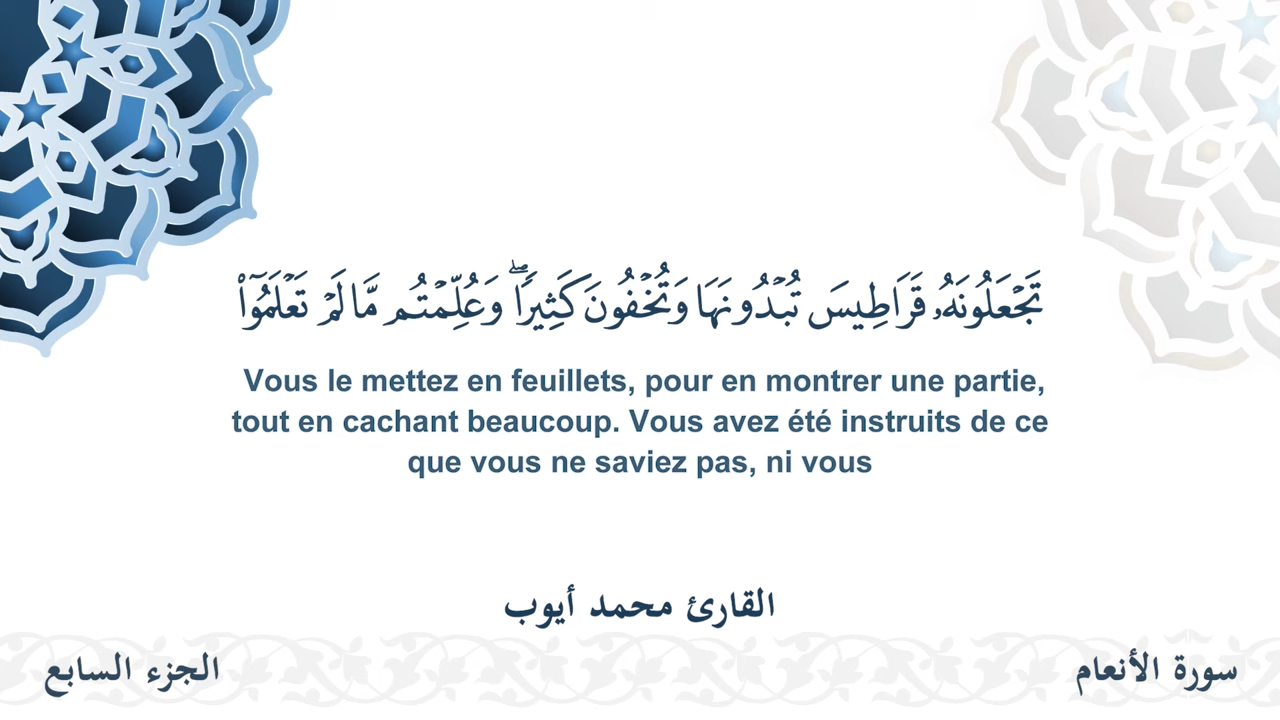 تَجْعَلُونَهُۥ قَرَاطِيسَ تُبْدُونَهَا وَتُخْفُونَ كَثِيرًاۖ وَعُلِّمْتُم مَّا لَمْ تَعْلَمُوٓا۟
Vous le mettez en feuillets, pour en montrer une partie,
tout en cachant beaucoup. Vous avez été instruits de ce
que vous ne saviez pas, ni vous
القارئ محمد أيوب
سورة الأنعام
الجزء السابع